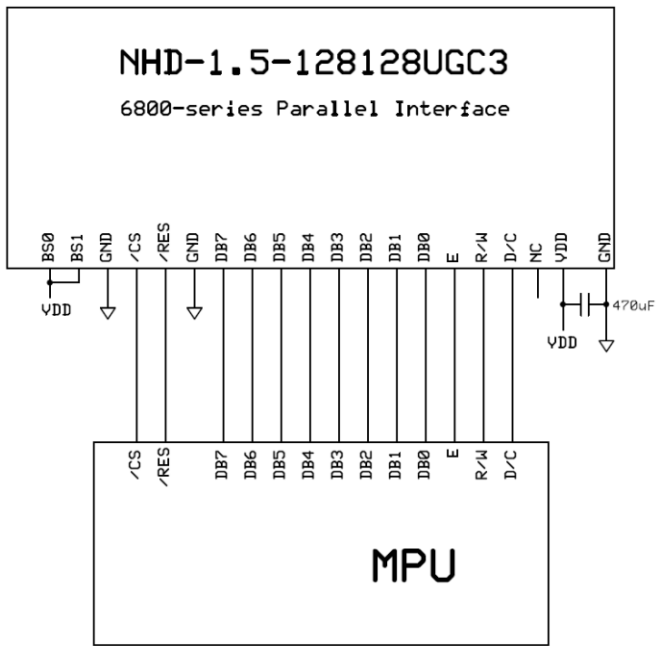 NHD-1.5-128128UGC3
6800-series Parallel Interface
BS0 BS1 GND /CS /RES GND DB7 DB6 DB5 DB4 DB3 DB2 DB1 DB0 E R/W D/C NC VDD GND
VDD
470uF
VDD
/CS /RES DB7 DB6 DB5 DB4 DB3 DB2 DB1 DB0 E R/W D/C
MPU